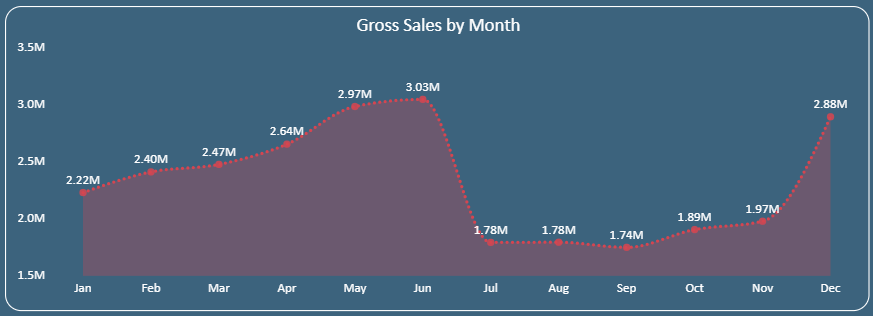 Gross Sales by Month
3.5M
3.0M
2.5M
2.0M
1.5M
2.22M
2.40M
2.47M
2.64M
2.97M
3.03M
1.78M
1.78M
1.74M
1.89M
1.97M
2.88M
Jan Feb Mar Apr May Jun Jul Aug Sep Oct Nov Dec